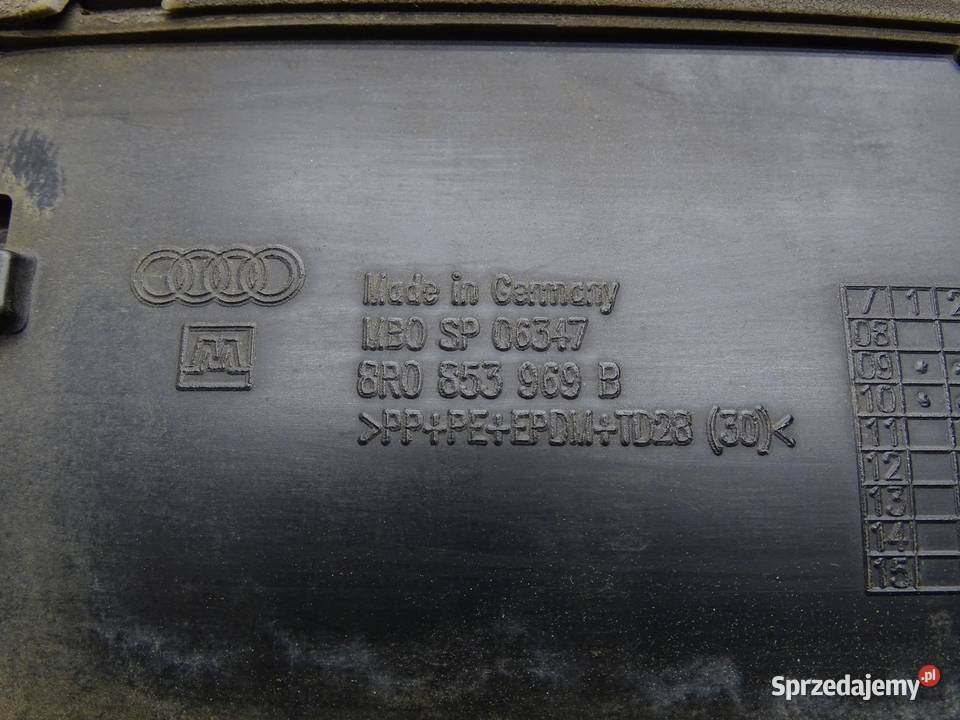 Made in Germany
MBO SP 06347
8R0 853 969 B
>PP+PE+EPDM+TD28 (30)<
/ 1 2
08
09
10
11
12
13
14
15
Sprzedajemy.pl